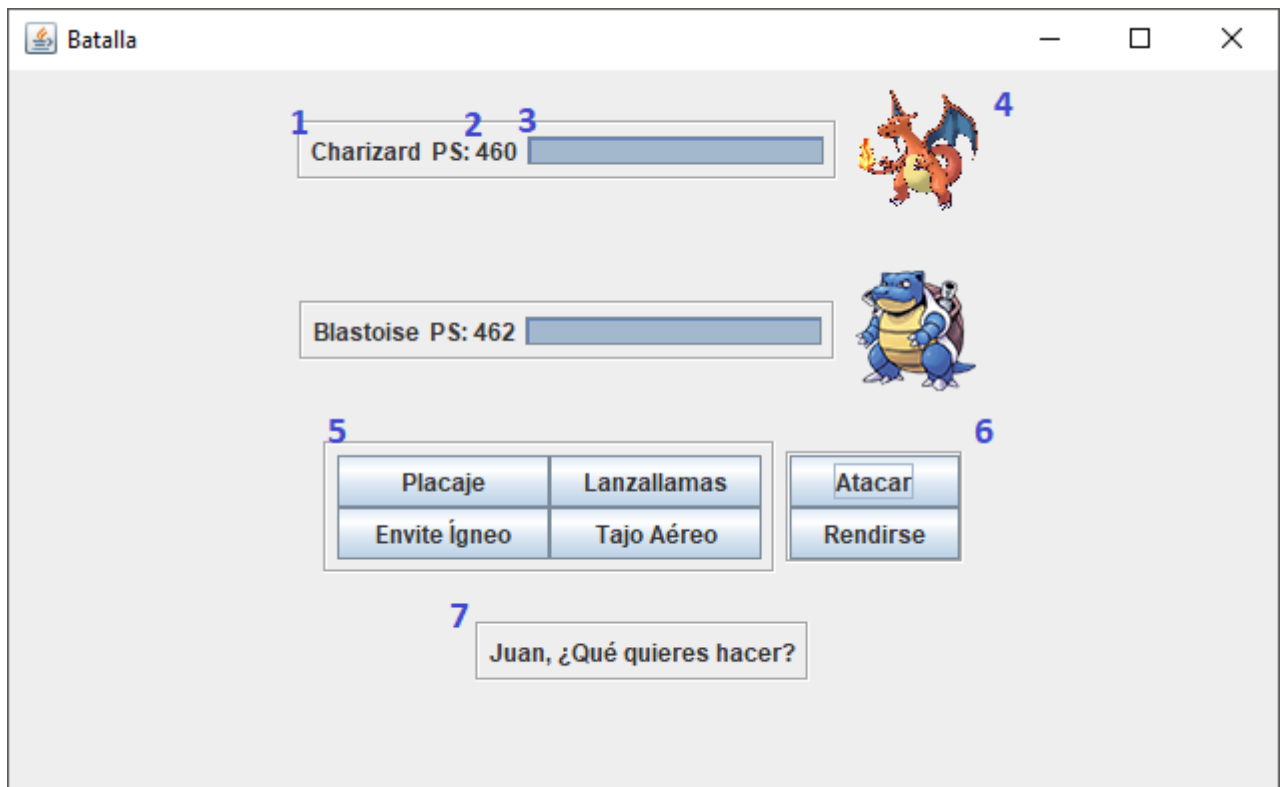 Batalla
1 2 3 4
Charizard PS: 460
Blastoise PS: 462
5 6
Placaje Lanzallamas Atacar
Envite Ígneo Tajo Aéreo Rendirse
7
Juan, ¿Qué quieres hacer?